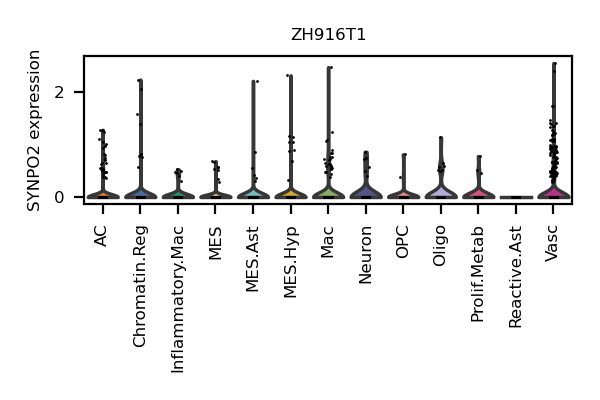 ZH916T1
SYNPO2 expression
2
0
AC
Chromatin.Reg
Inflammatory.Mac
MES
MES.Ast
MES.Hyp
Mac
Neuron
OPC
Oligo
Prolif.Metab
Reactive.Ast
Vasc